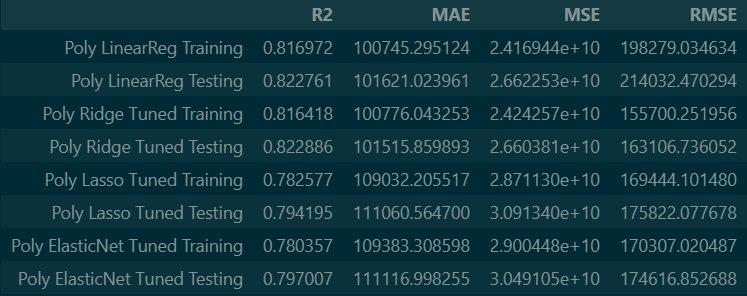 R2 MAE MSE RMSE
Poly LinearReg Training 0.816972 100745.295124 2.416944e+10 198279.034634
Poly LinearReg Testing 0.822761 101621.023961 2.662253e+10 214032.470294
Poly Ridge Tuned Training 0.816418 100776.043253 2.424257e+10 155700.251956
Poly Ridge Tuned Testing 0.822886 101515.859893 2.660381e+10 163106.736052
Poly Lasso Tuned Training 0.782577 109032.205517 2.871130e+10 169444.101480
Poly Lasso Tuned Testing 0.794195 111060.564700 3.091340e+10 175822.077678
Poly ElasticNet Tuned Training 0.780357 109383.308598 2.900448e+10 170307.020487
Poly ElasticNet Tuned Testing 0.797007 111116.998255 3.049105e+10 174616.852688